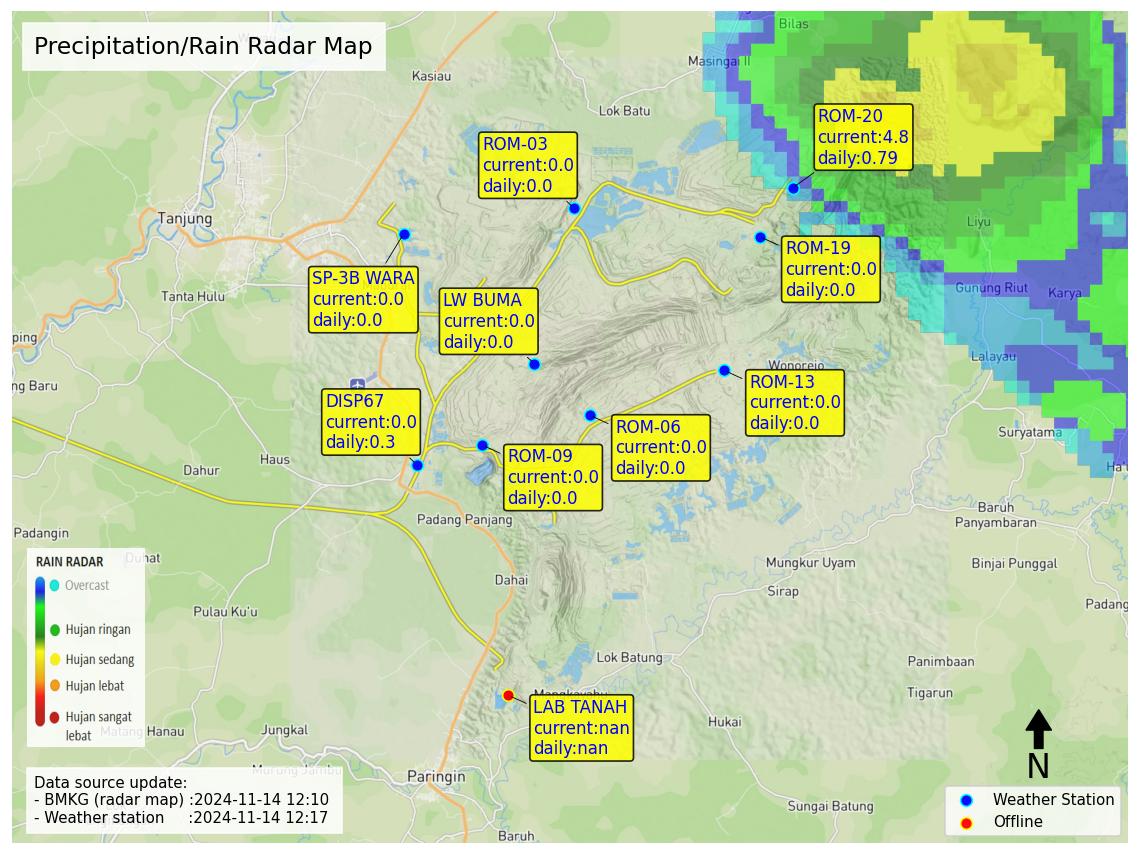 Precipitation/Rain Radar Map
Bilas
Masingai II
Kasiau
Lok Batu
ROM-20
current:4.8
daily:0.79
ROM-03
current:0.0
daily:0.0
Tanjung
Liyu
ROM-19
current:0.0
daily:0.0
SP-3B WARA
current:0.0
daily:0.0
Tanta Hulu
LW BUMA
current:0.0
daily:0.0
Gunung Riut
Karya
ping
Lalayau
Wonorejo
ng Baru
ROM-13
current:0.0
daily:0.0
DISP67
current:0.0
daily:0.3
ROM-06
current:0.0
daily:0.0
Suryatama
ROM-09
current:0.0
daily:0.0
Haus
Dahur
Ha'u
Baruh
Panyambaran
Padang Panjang
Padangin
Duhat
Mungkur Uyam
Binjai Punggal
Dahai
Sirap
Padang
Pulau Ku'u
RAIN RADAR
Overcast
Hujan ringan
Hujan sedang
Hujan lebat
Hujan sangat
lebat
Lok Batung
Panimbaan
Tigarun
Mangkayahu
LAB TANAH
current:nan
daily:nan
Hukai
Matang Hanau
Jungkal
Murung Jambu
Paringin
Data source update:
- BMKG (radar map) :2024-11-14 12:10
- Weather station :2024-11-14 12:17
N
Weather Station
Offline
Sungai Batung
Baruh